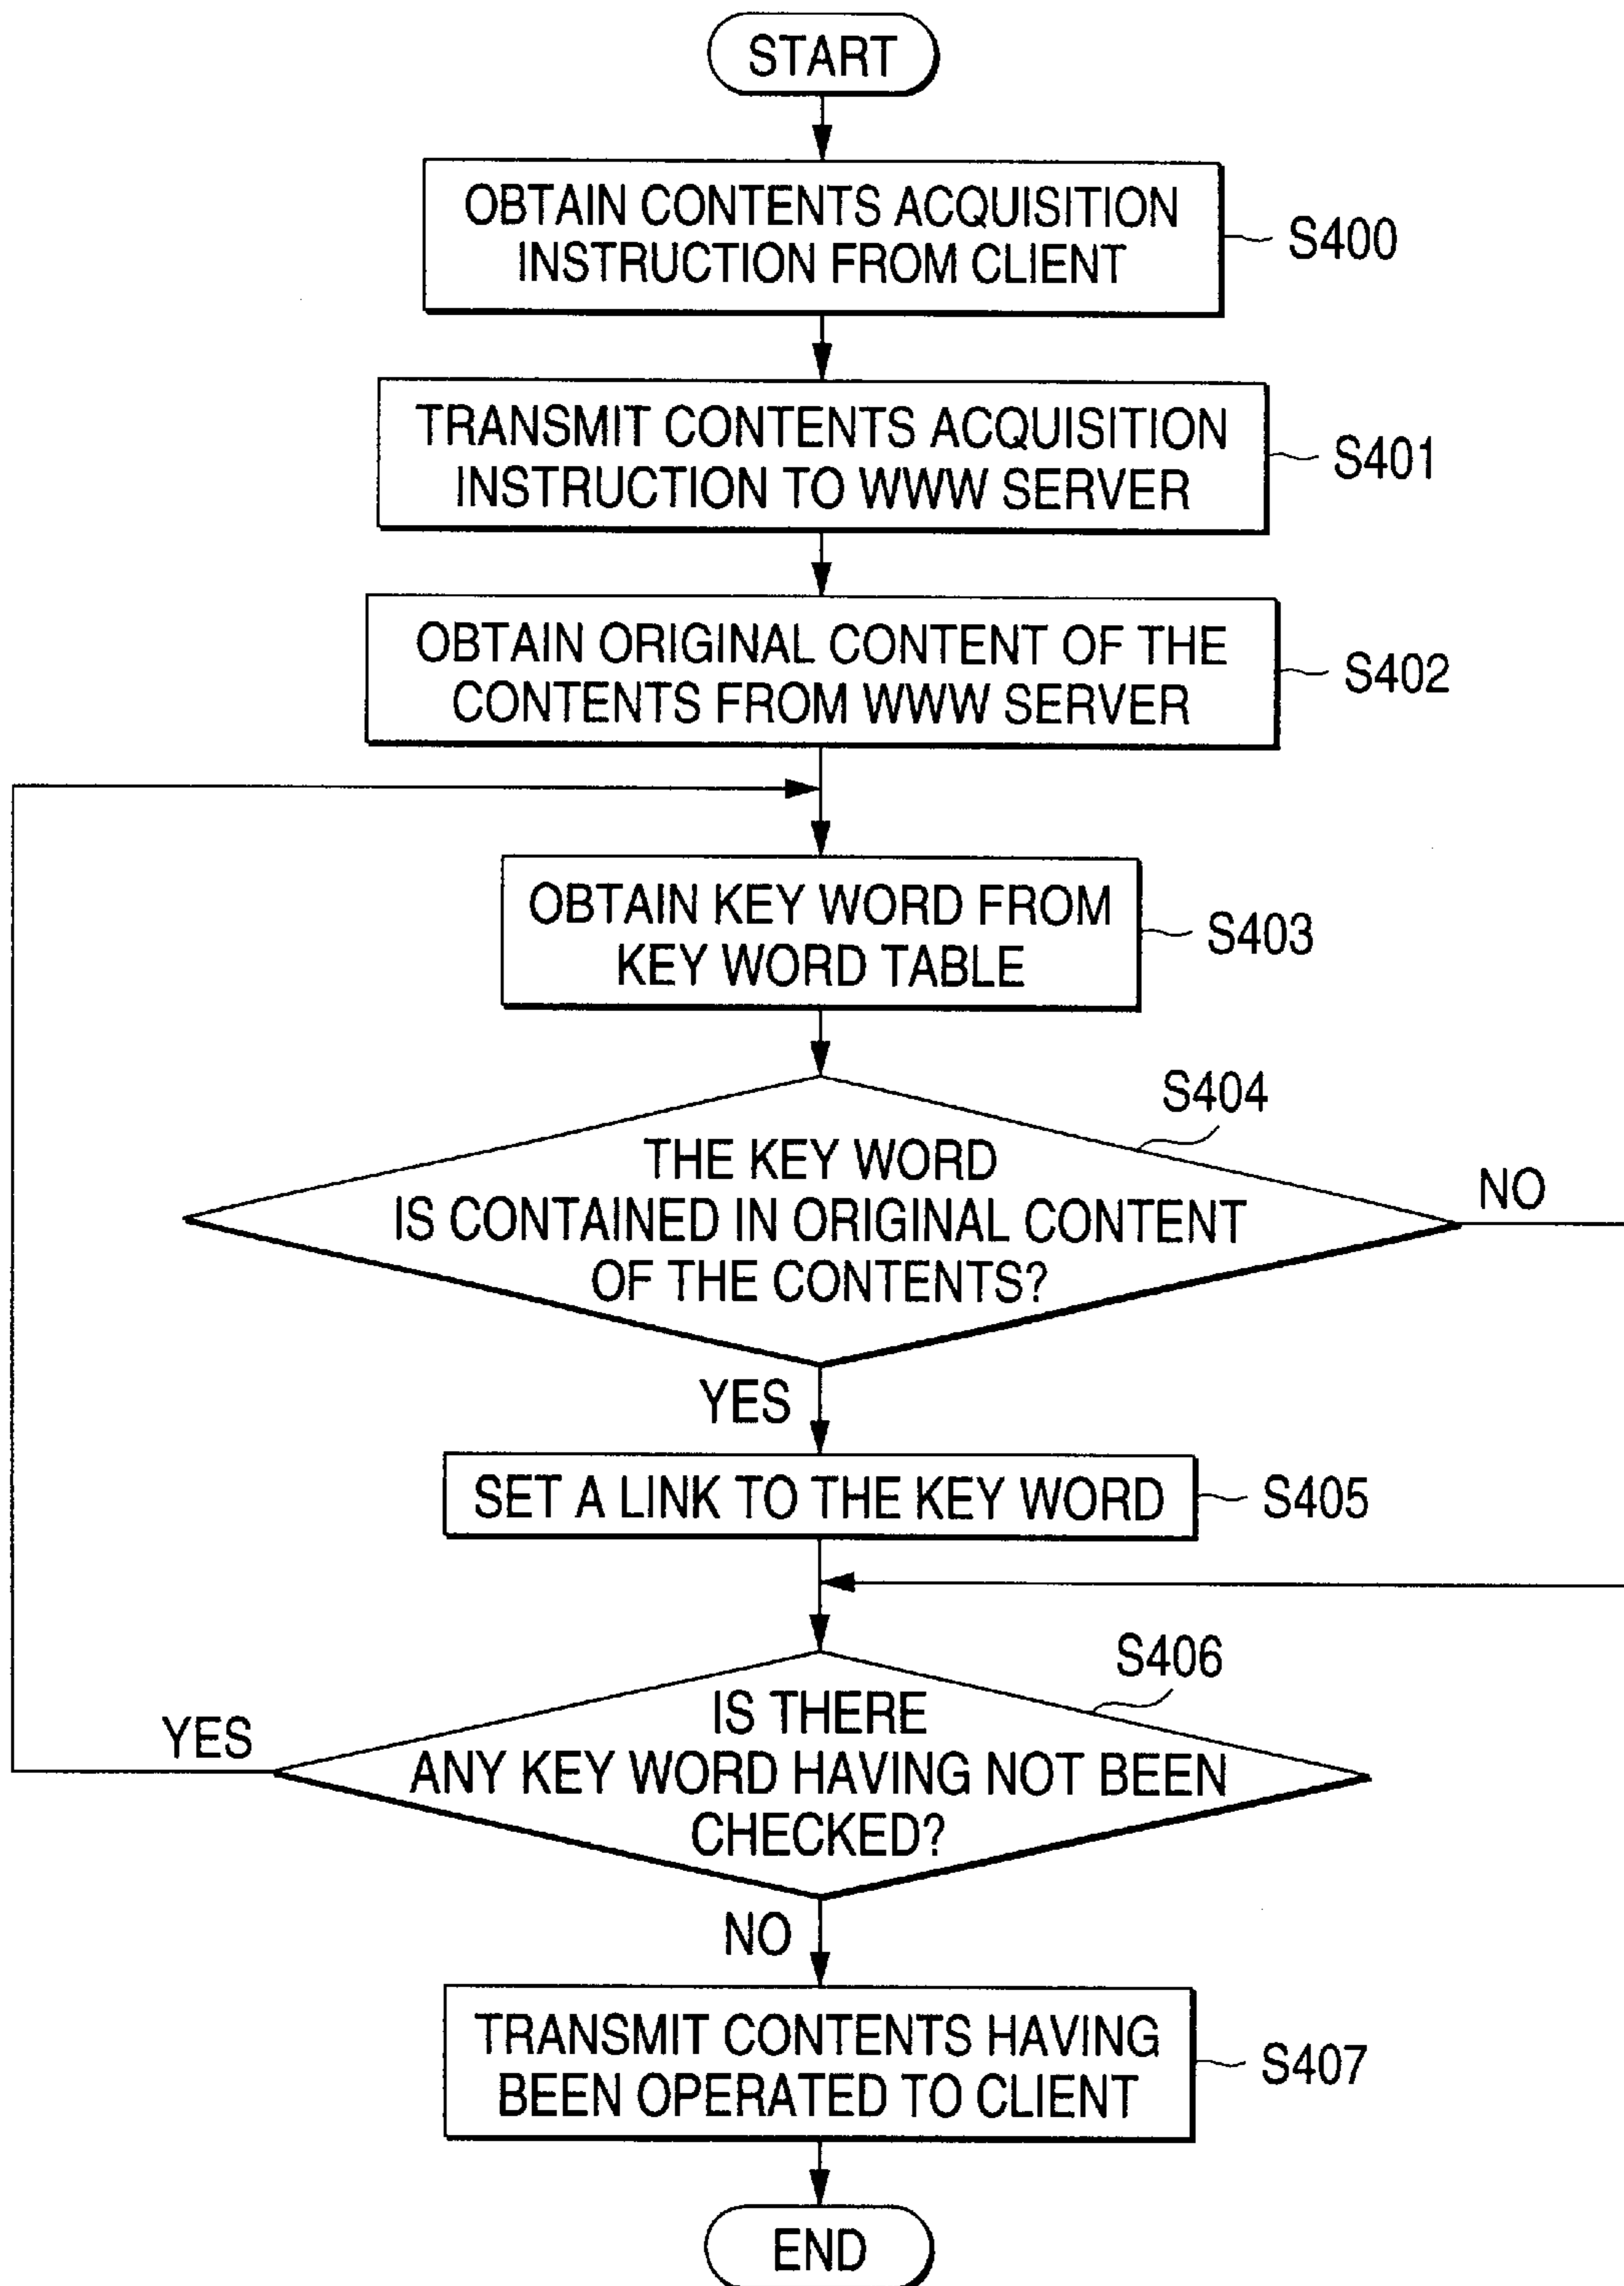 START
OBTAIN CONTENTS ACQUISITION
INSTRUCTION FROM CLIENT
S400
TRANSMIT CONTENTS ACQUISITION
INSTRUCTION TO WWW SERVER
S401
OBTAIN ORIGINAL CONTENT OF THE
CONTENTS FROM WWW SERVER
S402
OBTAIN KEY WORD FROM
KEY WORD TABLE
S403
S404
THE KEY WORD
IS CONTAINED IN ORIGINAL CONTENT
OF THE CONTENTS?
NO
YES
SET A LINK TO THE KEY WORD
S405
S406
IS THERE
ANY KEY WORD HAVING NOT BEEN
CHECKED?
YES
NO
TRANSMIT CONTENTS HAVING
BEEN OPERATED TO CLIENT
S407
END